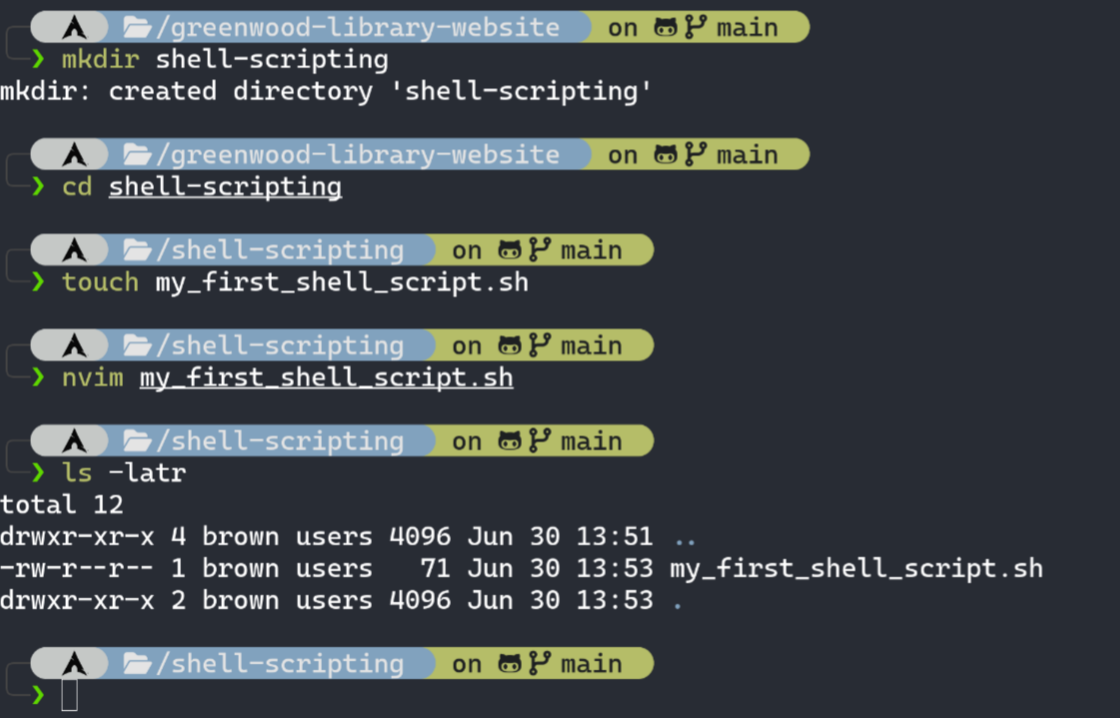 /greenwood-library-website on main
❯ mkdir shell-scripting
mkdir: created directory 'shell-scripting'
/greenwood-library-website on main
❯ cd shell-scripting
/shell-scripting on main
❯ touch my_first_shell_script.sh
/shell-scripting on main
❯ nvim my_first_shell_script.sh
/shell-scripting on main
❯ ls -latr
total 12
drwxr-xr-x 4 brown users 4096 Jun 30 13:51 ..
-rw-r--r-- 1 brown users   71 Jun 30 13:53 my_first_shell_script.sh
drwxr-xr-x 2 brown users 4096 Jun 30 13:53 .
/shell-scripting on main
❯